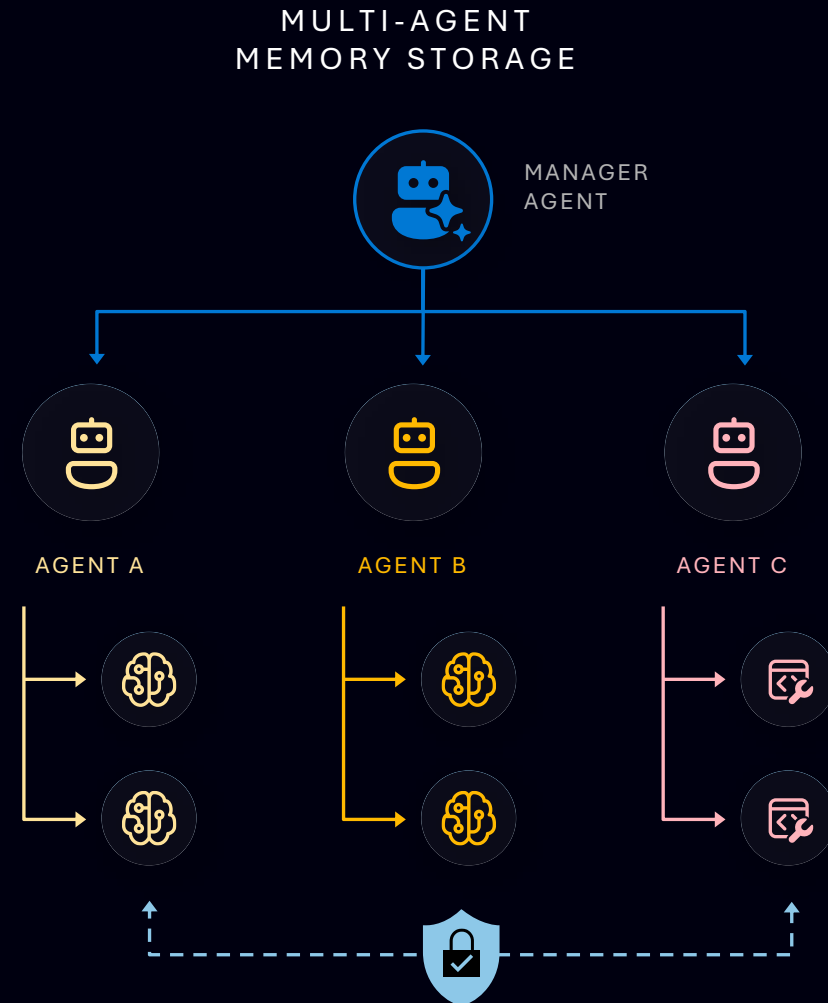 MULTI-AGENT
MEMORY STORAGE
MANAGER
AGENT
AGENT A
AGENT B
AGENT C